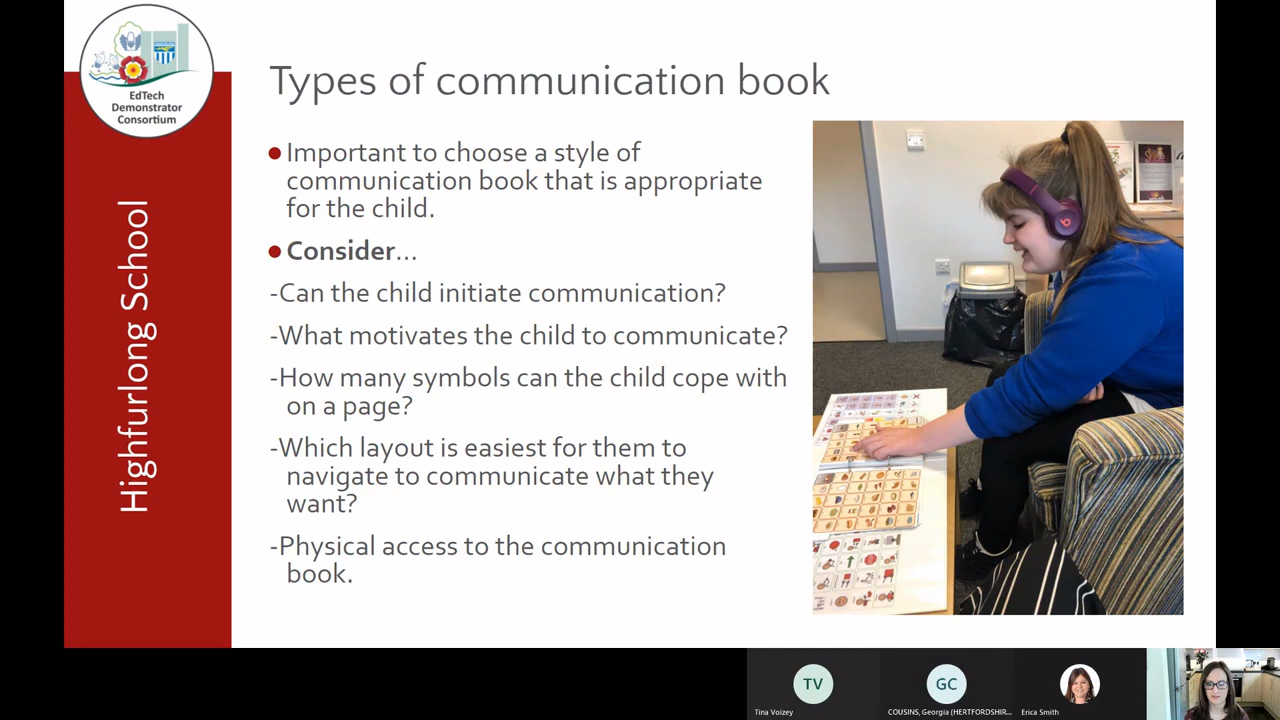 EdTech
Demonstrator
Consortium
Highfurlong School
Types of communication book
Important to choose a style of
communication book that is appropriate
for the child.
Consider...
-Can the child initiate communication?
-What motivates the child to communicate?
-How many symbols can the child cope with
on a page?
-Which layout is easiest for them to
navigate to communicate what they
want?
-Physical access to the communication
book.
TV
GC
Tina Voizey
COUSINS, Georgia (HERTFORDSHIR...
Erica Smith